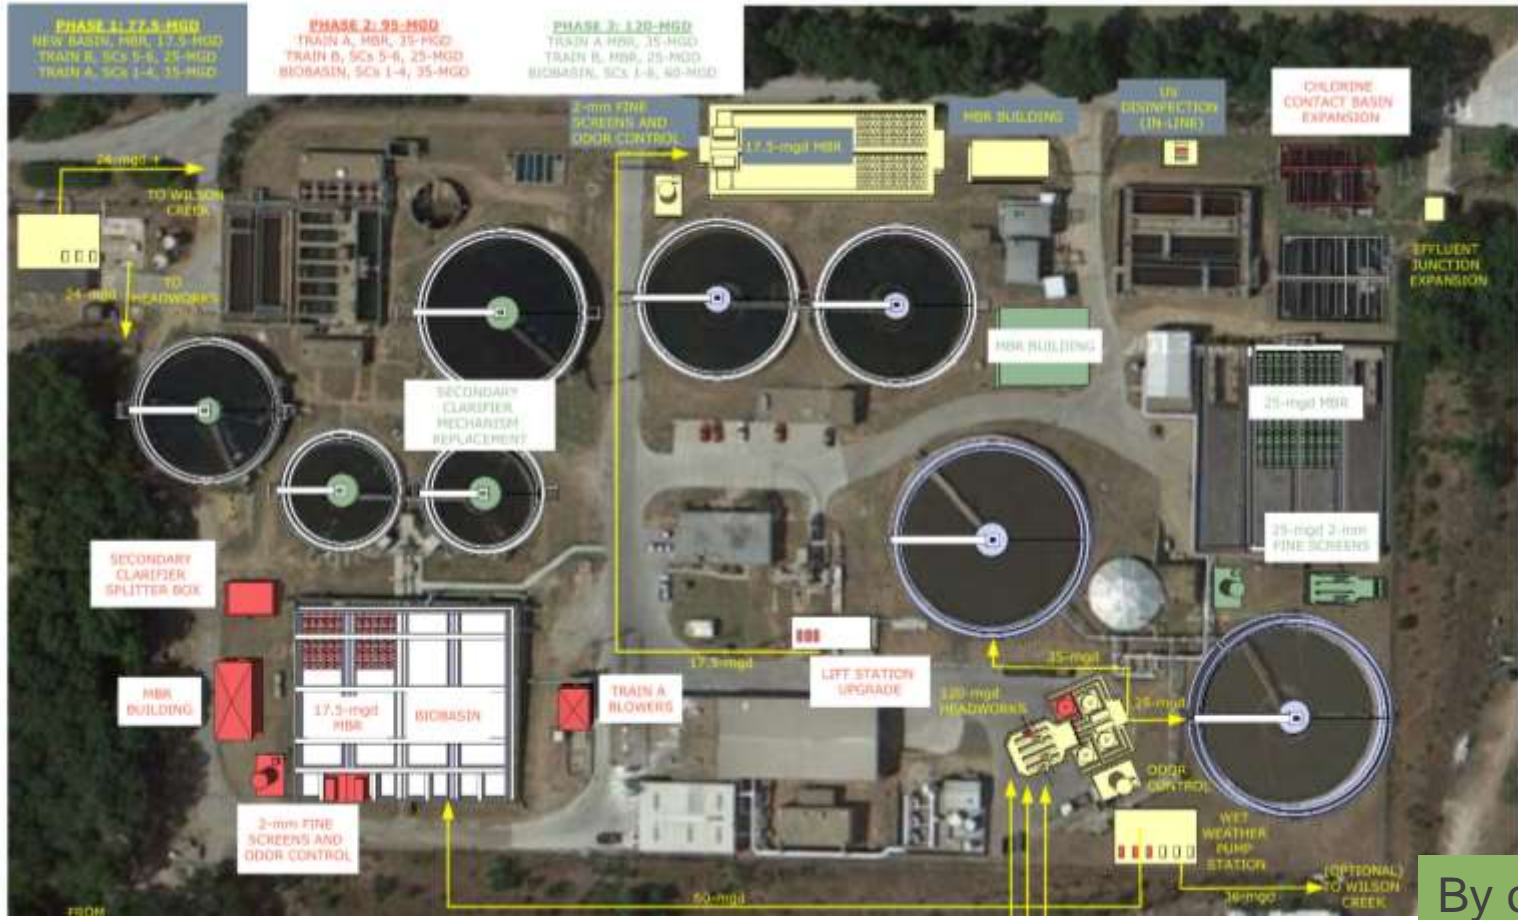 PHASE 1: 77.5-MGD
NEW BASIN, MBR, 17.5-MGD
TRAIN B, SCs 5-6, 25-MGD
TRAIN A, SCs 1-4, 35-MGD
PHASE 2: 95-MGD
TRAIN A, MBR, 35-MGD
TRAIN B, SCs 5-6, 25-MGD
BIOBASIN, SCs 1-4, 35-MGD
PHASE 3: 120-MGD
TRAIN A MBR, 35-MGD
TRAIN B, MBR, 25-MGD
BIOBASIN, SCs 1-6, 60-MGD
2-mm FINE
SCREENS AND
ODOR CONTROL
17.5-mgd MBR
MBR BUILDING
UV
DISINFECTION
(IN-LINE)
CHLORINE
CONTACT BASIN
EXPANSION
24-mgd
TO WILSON
CREEK
24-mgd
TO
HEADWORKS
EFFLUENT
JUNCTION
EXPANSION
MBR BUILDING
SECONDARY
CLARIFIER
MECHANISM
REPLACEMENT
25-mgd MBR
25-mgd 2-mm
FINE SCREENS
SECONDARY
CLARIFIER
SPLITTER BOX
MBR
BUILDING
17.5-mgd
MBR
BIOBASIN
TRAIN A
BLOWERS
17.5-mgd
LIFT STATION
UPGRADE
35-mgd
120-mgd
HEADWORKS
25-mgd
ODOR
CONTROL
2-mm FINE
SCREENS AND
ODOR CONTROL
WET
WEATHER
PUMP
STATION
60-mgd
36-mgd
(OPTIONAL)
TO WILSON
CREEK
FROM
By